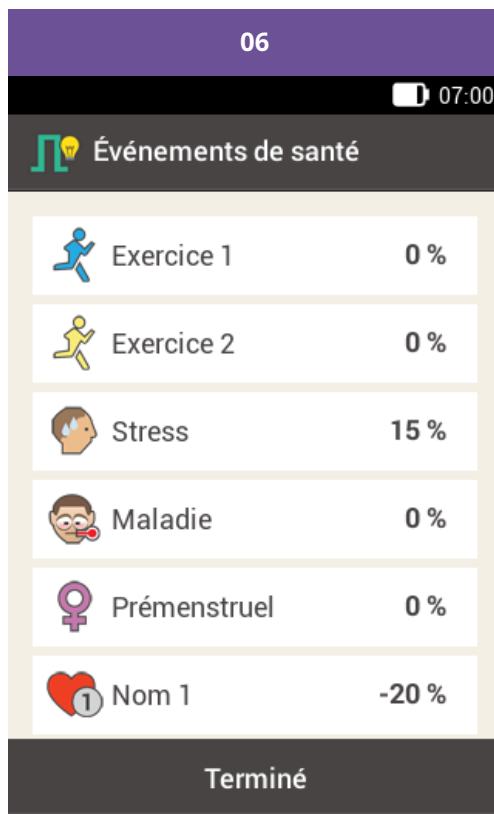 06
07:00
Événements de santé
Exercice 1 0 %
Exercice 2 0 %
Stress 15 %
Maladie 0 %
Prémenstruel 0 %
1 Nom 1 -20 %
Terminé